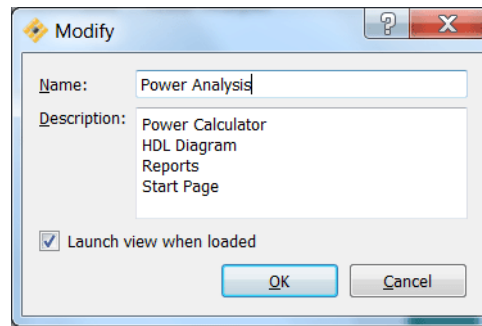 Modify
Name: Power Analysis
Description: Power Calculator
HDL Diagram
Reports
Start Page
Launch view when loaded
OK Cancel